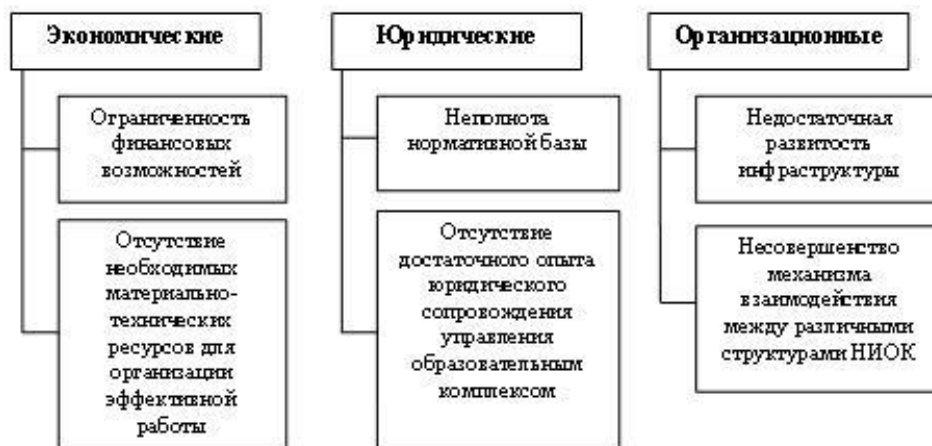 Экономические
Ограниченность
финансовых
возможностей
Отсутствие
необходимых
материально-
технических
ресурсов для
организации
эффективной
работы
Юридические
Неполнота
нормативной базы
Отсутствие
достаточного опыта
юридического
сопровождения
управления
образовательным
комплексом
Организационные
Недостаточная
развитость
инфраструктуры
Несовершенство
механизма
взаимодействия
между различными
структурами НИОК